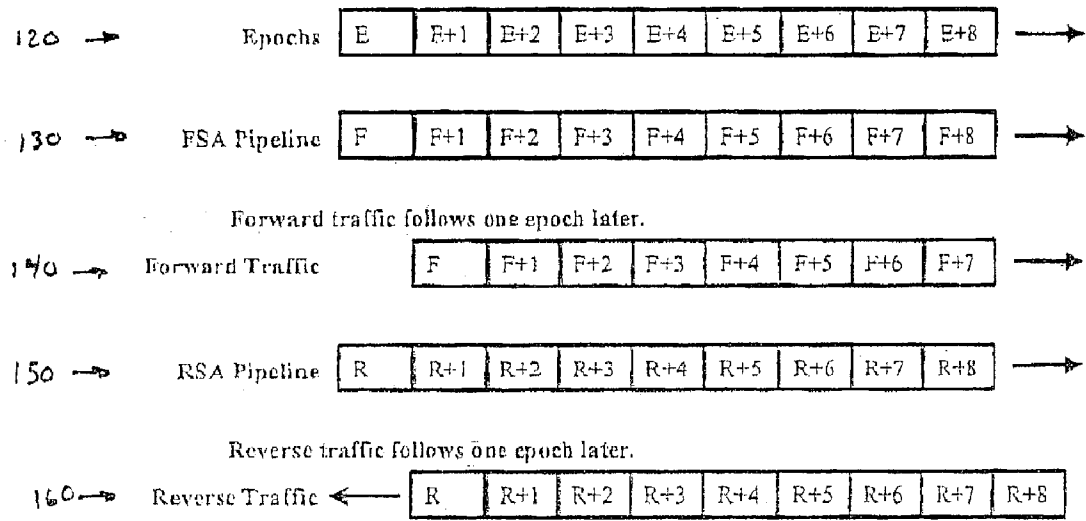 120 → Epochs E E+1 E+2 E+3 E+4 E+5 E+6 E+7 E+8
130 → FSA Pipeline F F+1 F+2 F+3 F+4 F+5 F+6 F+7 F+8
Forward traffic follows one epoch later.
140 → Forward Traffic F F+1 F+2 F+3 F+4 F+5 F+6 F+7
150 → RSA Pipeline R R+1 R+2 R+3 R+4 R+5 R+6 R+7 R+8
Reverse traffic follows one epoch later.
160 → Reverse Traffic ← R R+1 R+2 R+3 R+4 R+5 R+6 R+7 R+8